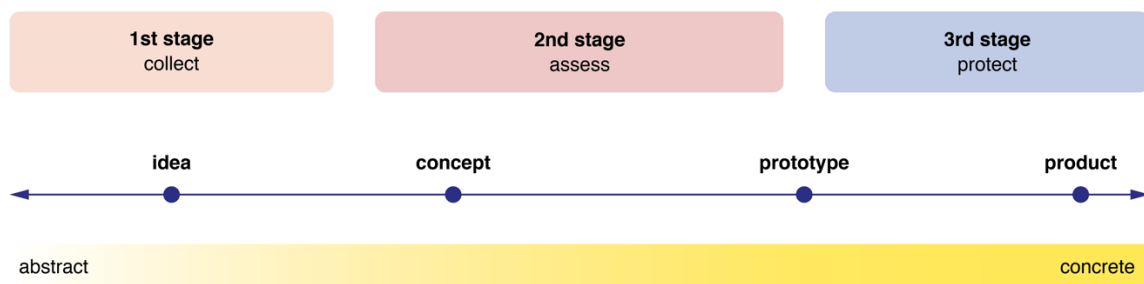 1st stage
collect
2nd stage
assess
3rd stage
protect
idea
concept
prototype
product
abstract
concrete